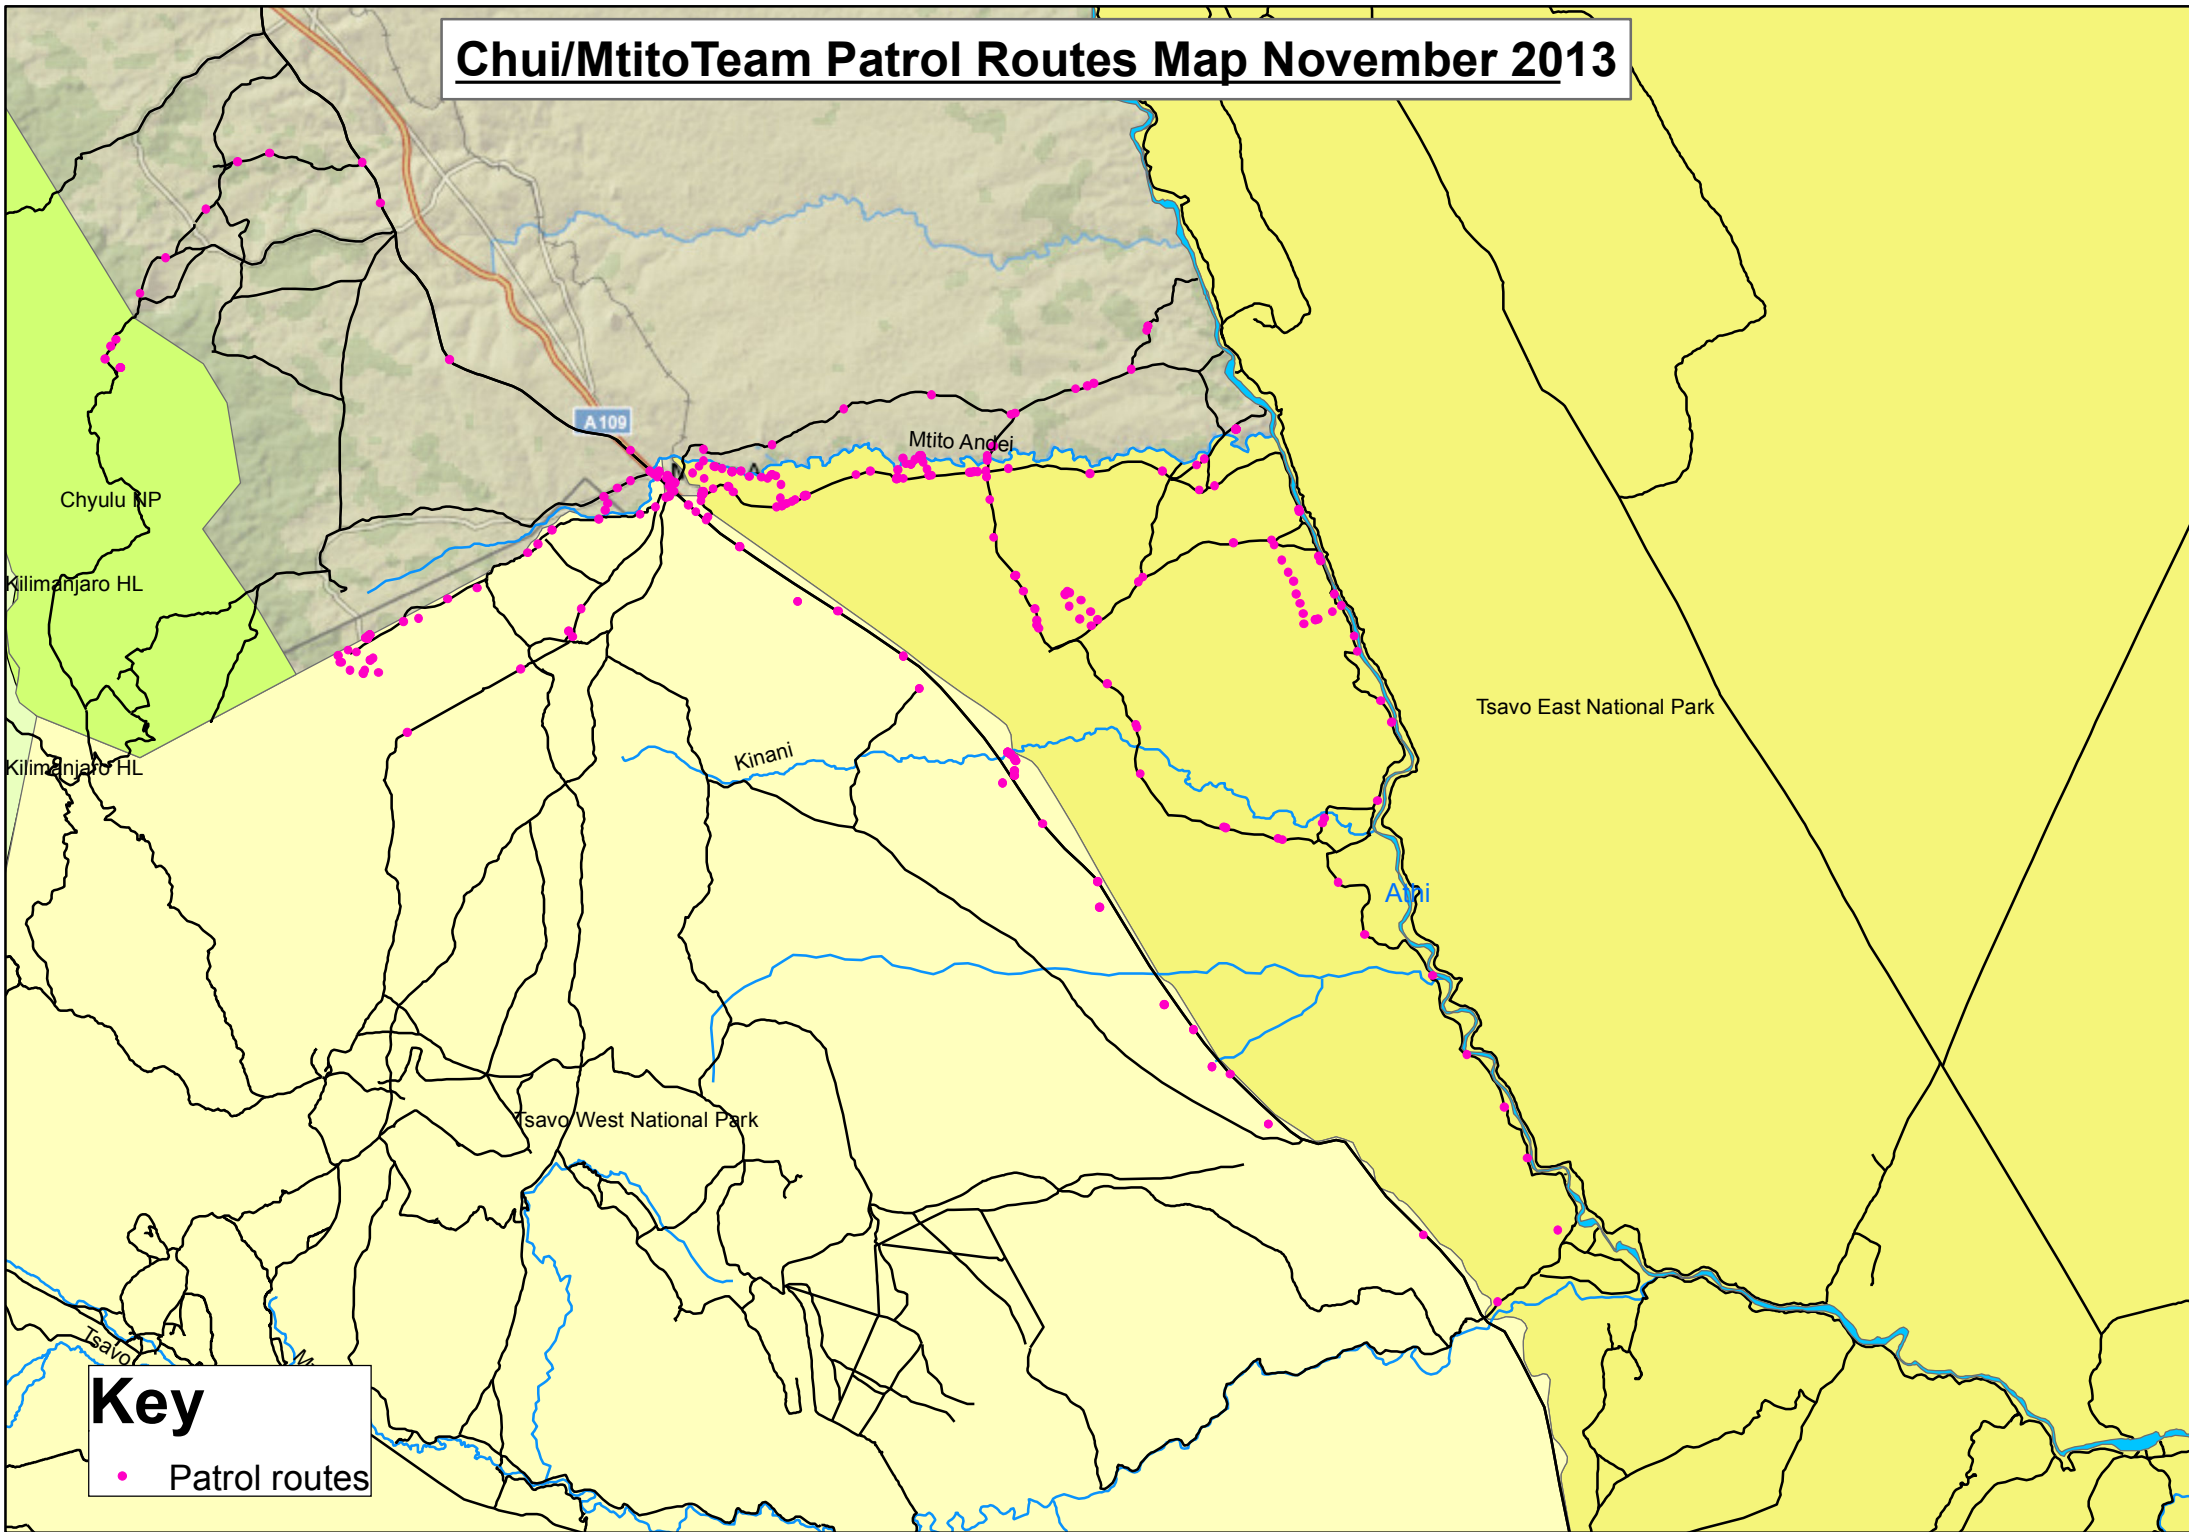 Chui/MtitoTeam Patrol Routes Map November 2013
A109
Mtito Andei
Chyulu NP
Kilimanjaro HL
Tsavo East National Park
Kinani
Kilimanjaro HL
Athi
Tsavo West National Park
Tsavo
Key
Patrol routes